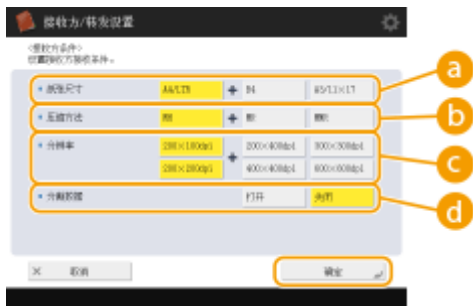 接收方/转发设置
<接收方条件>
设置接收方接收条件。
纸张尺寸 A4/LTR + B4 A3/11×17
压缩方法 MH + MR MMR
分辨率 200×100dpi + 200×400dpi 300×300dpi
200×200dpi 400×400dpi 600×600dpi
分割数据 打开 关闭
× 取消 确定
a
b
c
d